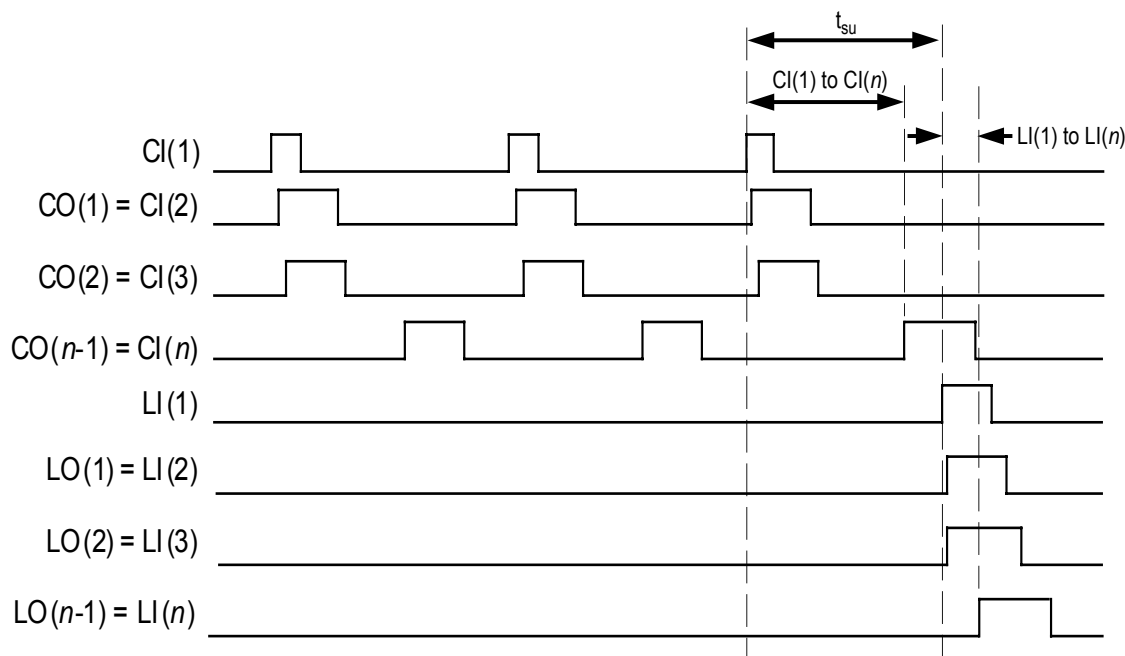 t_su
CI(1) to CI(n)
LI(1) to LI(n)
CI(1)
CO(1) = CI(2)
CO(2) = CI(3)
CO(n-1) = CI(n)
LI(1)
LO(1) = LI(2)
LO(2) = LI(3)
LO(n-1) = LI(n)